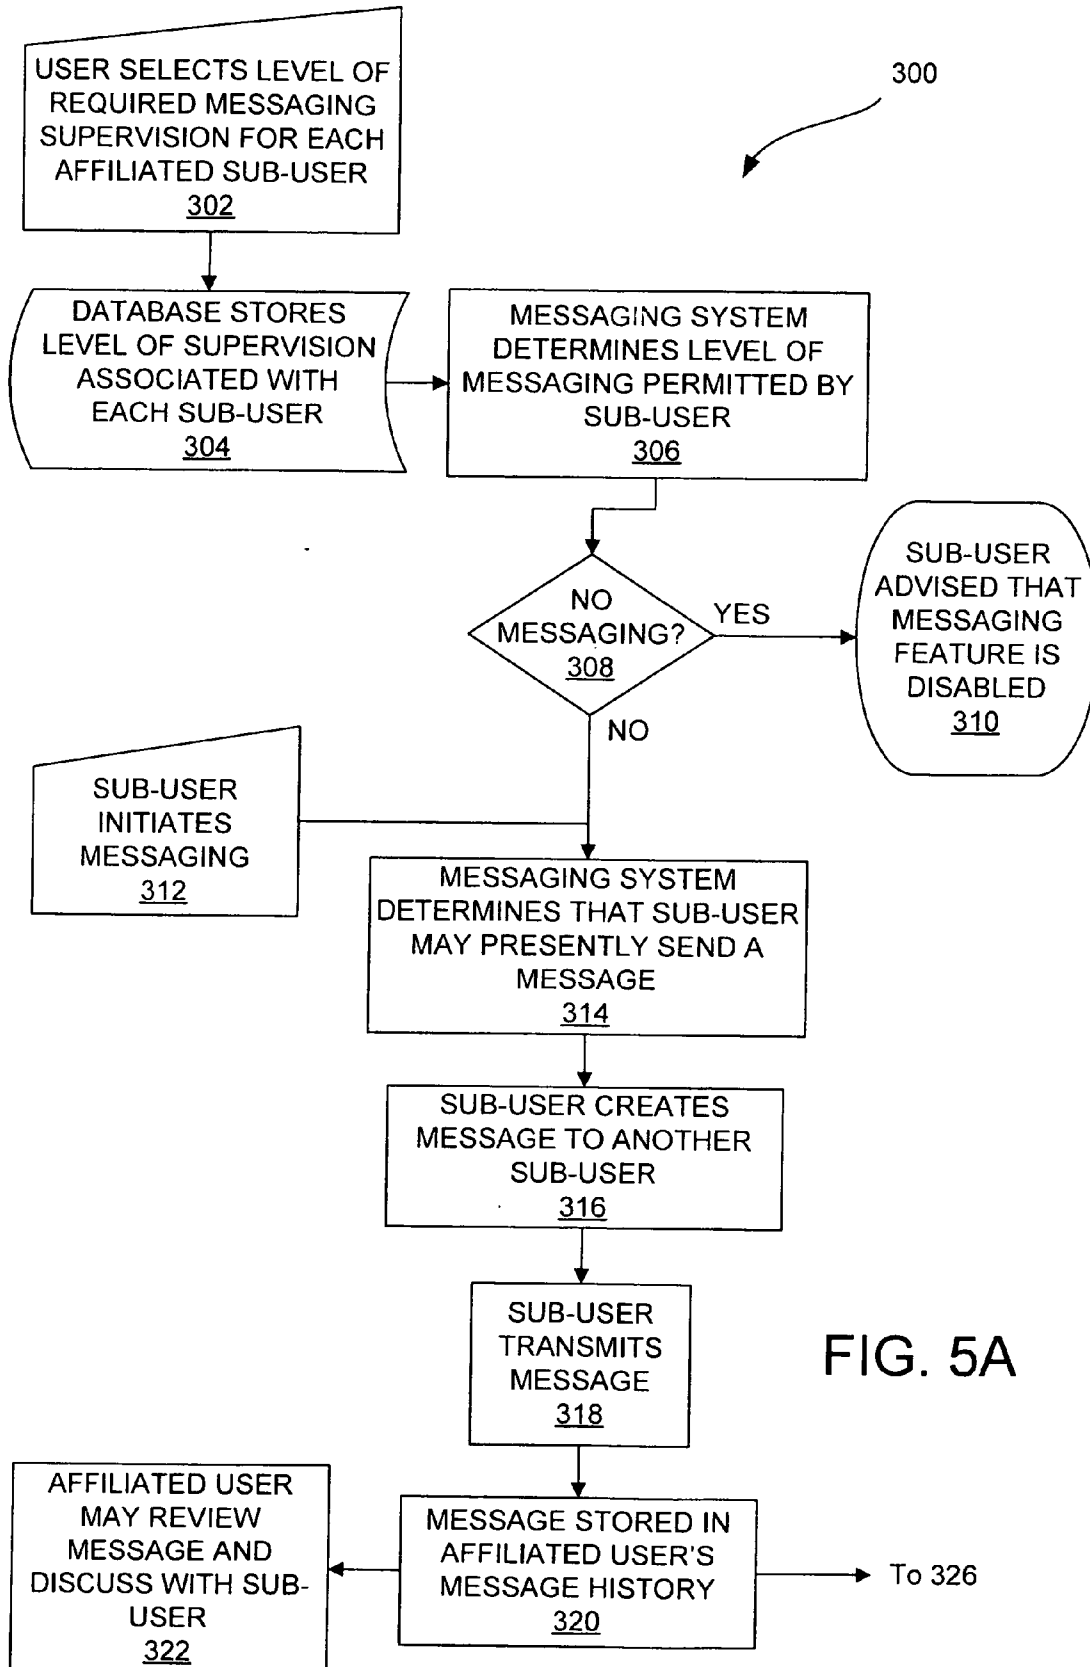 300
USER SELECTS LEVEL OF
REQUIRED MESSAGING
SUPERVISION FOR EACH
AFFILIATED SUB-USER
302
DATABASE STORES
LEVEL OF SUPERVISION
ASSOCIATED WITH
EACH SUB-USER
304
MESSAGING SYSTEM
DETERMINES LEVEL OF
MESSAGING PERMITTED BY
SUB-USER
306
NO
MESSAGING?
308
YES
SUB-USER
ADVISED THAT
MESSAGING
FEATURE IS
DISABLED
310
NO
SUB-USER
INITIATES
MESSAGING
312
MESSAGING SYSTEM
DETERMINES THAT SUB-USER
MAY PRESENTLY SEND A
MESSAGE
314
SUB-USER CREATES
MESSAGE TO ANOTHER
SUB-USER
316
SUB-USER
TRANSMITS
MESSAGE
318
FIG. 5A
AFFILIATED USER
MAY REVIEW
MESSAGE AND
DISCUSS WITH SUB-
USER
322
MESSAGE STORED IN
AFFILIATED USER'S
MESSAGE HISTORY
320
To 326